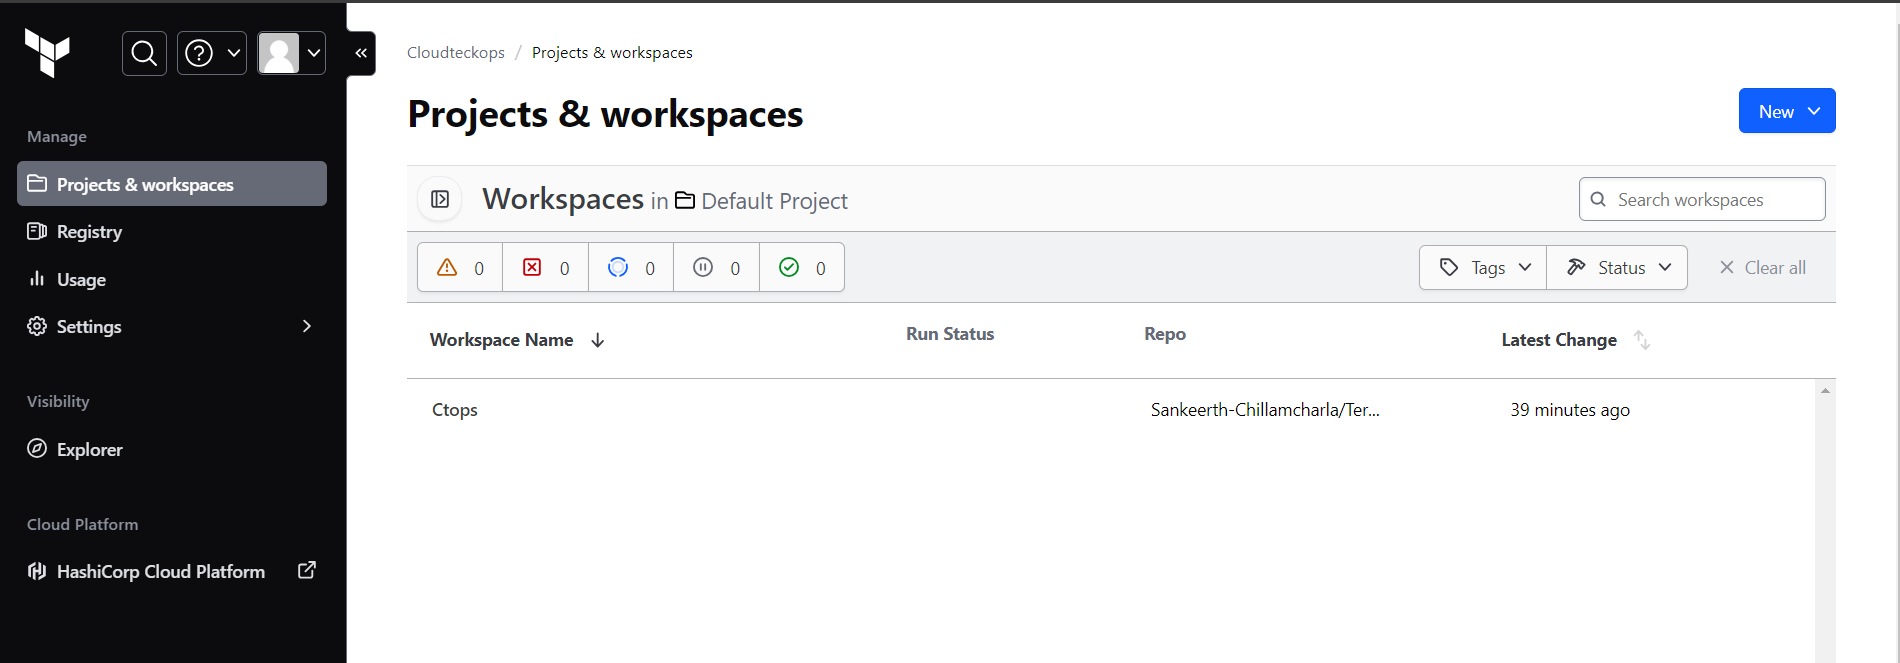 Cloudteckops / Projects & workspaces
Projects & workspaces
New
Manage
Projects & workspaces
Registry
Usage
Settings
Visibility
Explorer
Cloud Platform
HashiCorp Cloud Platform
Workspaces in Default Project
Search workspaces
0 0 0 0 0
Tags Status Clear all
Workspace Name Run Status Repo Latest Change
Ctops Sankeerth-Chillamcharla/Ter... 39 minutes ago